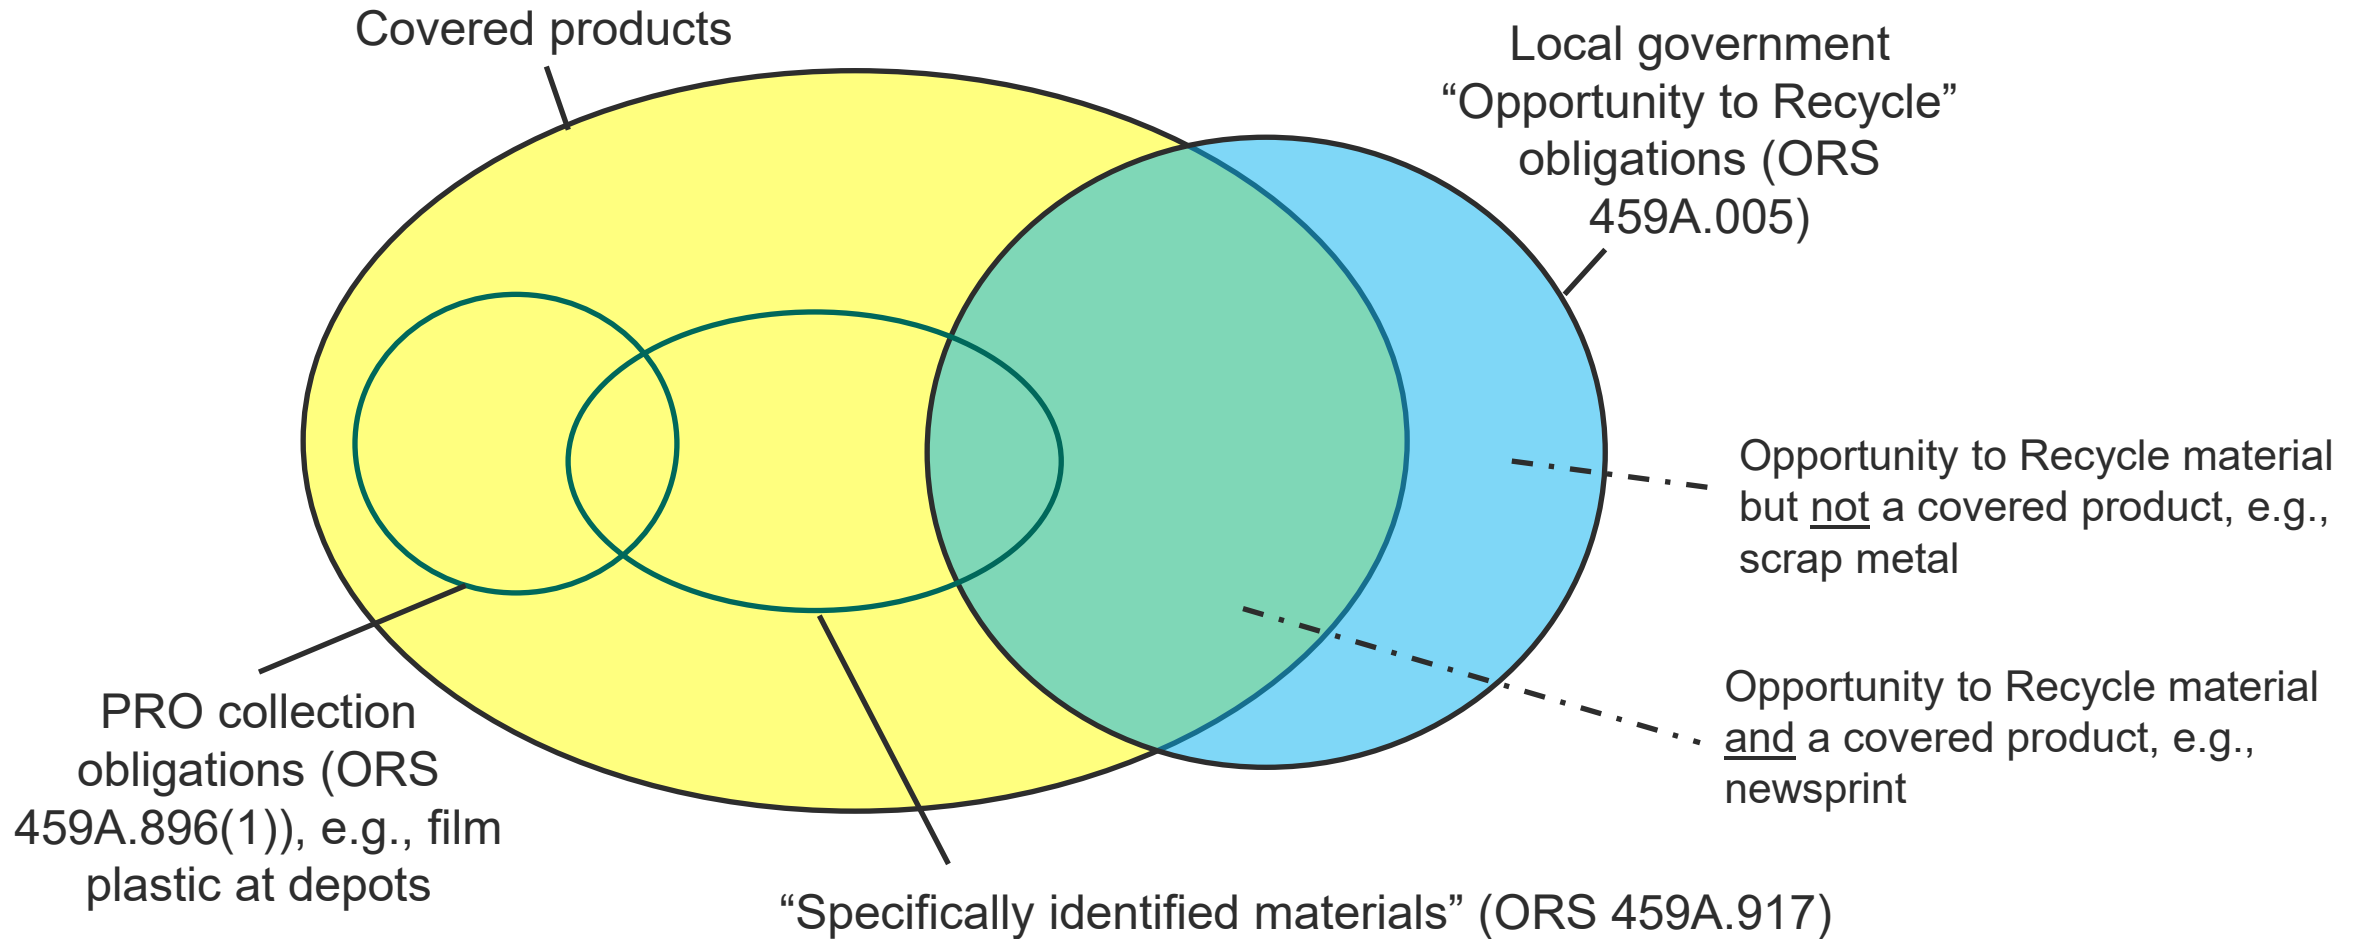 Covered products
Local government
“Opportunity to Recycle”
obligations (ORS
459A.005)
Opportunity to Recycle material
but not a covered product, e.g.,
scrap metal
Opportunity to Recycle material
and a covered product, e.g.,
newsprint
PRO collection
obligations (ORS
459A.896(1)), e.g., film
plastic at depots
“Specifically identified materials” (ORS 459A.917)